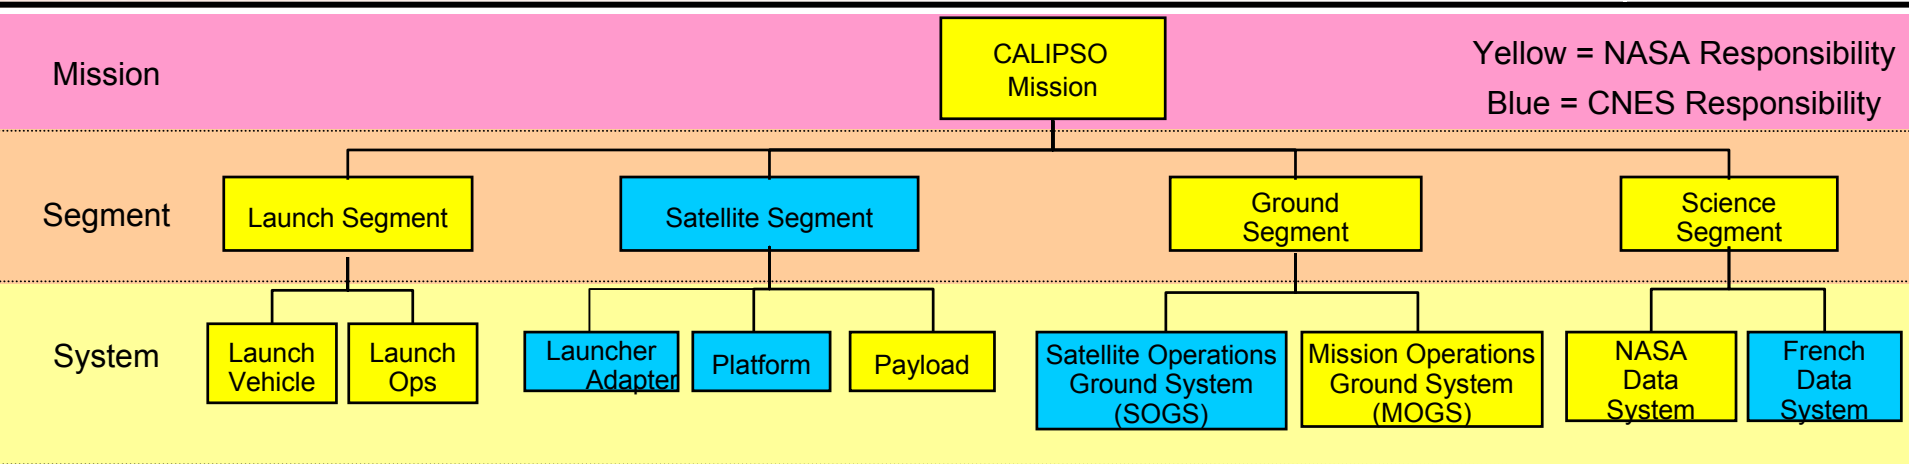 Mission
CALIPSO
Mission
Yellow = NASA Responsibility
Blue = CNES Responsibility
Segment
Launch Segment
Satellite Segment
Ground
Segment
Science
Segment
System
Launch
Vehicle
Launch
Ops
Launcher
Adapter
Platform
Payload
Satellite Operations
Ground System
(SOGS)
Mission Operations
Ground System
(MOGS)
NASA
Data
System
French
Data
System